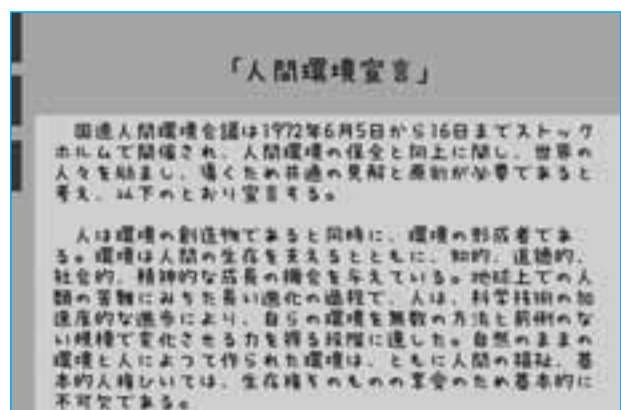 「人間環境宣言」
国連人間環境会議は1972年6月5日から16日までストック
ホルムで開催され、人間環境の保全と向上に関し、世界の
人々を励まし、導くため共通の見解と原則が必要であると
考え、以下のとおり宣言する。
人は環境の創造物であると同時に、環境の形成者であ
る。環境は人間の生存を支えるとともに、知的、道徳的、
社会的、精神的な成長の機会を与えている。地球上での人
類の苦難にみちた長い進化の過程で、人は、科学技術の加
速度的な進歩により、自らの環境を無数の方法と前例のな
い規模で変化させる力を得る段階に達した。自然のままの
環境と人によって作られた環境は、ともに人間の福祉、基
本的人権ひいては、生存権そのものの享受のため基本的に
不可欠である。